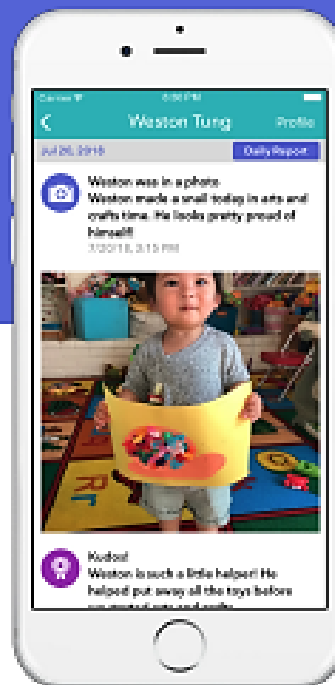 Carrier
Weston Tung
Profile
Jul 20, 2018
Daily Report
Weston was in a photo
Weston made a snail today in arts and
crafts time. He looks pretty proud of
himself!
7/20/18, 3:15 PM
Rr
Kudos!
Weston is such a little helper! He
helped put away all the toys before